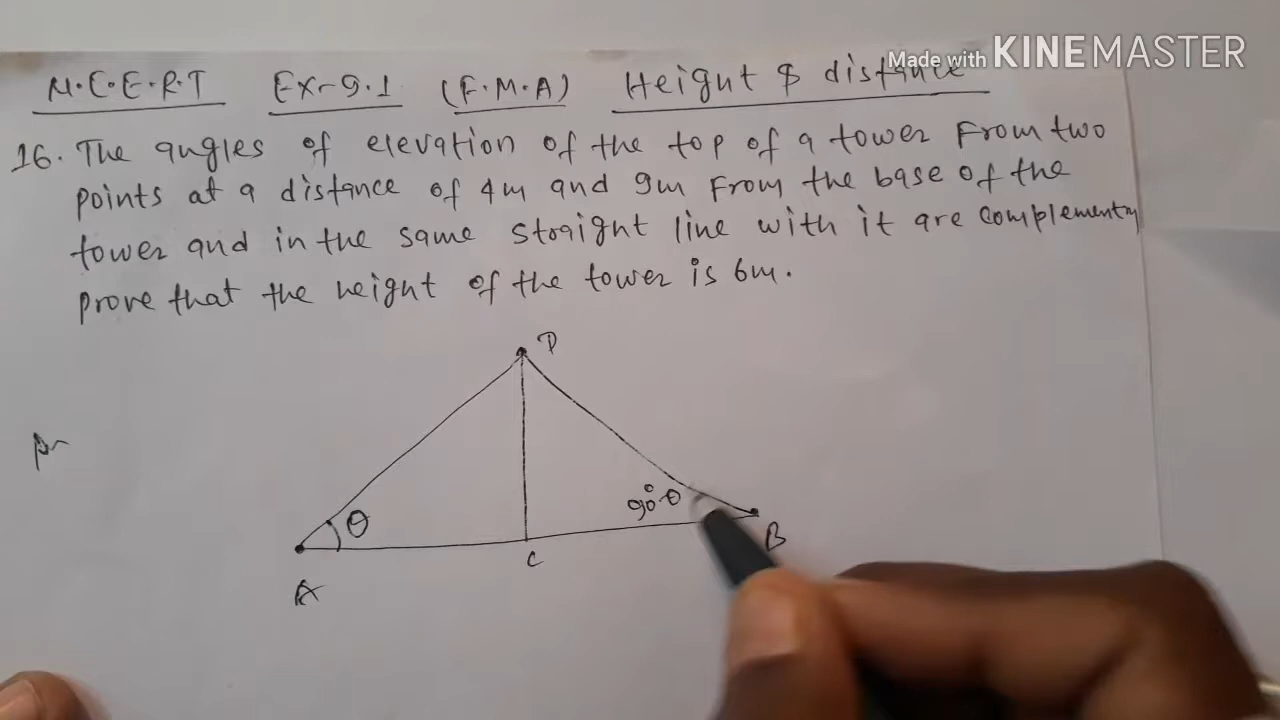 Made with KINEMASTER
N.C.E.R.T Ex-9.1 (F.M.A) Height $ distance
16. The angles of elevation of the top of a tower From two
points at a distance of 4m and 9m From the base of the
tower and in the same straight line with it are complementy
prove that the height of the tower is 6m.
D
θ
90°-θ
A
C
B